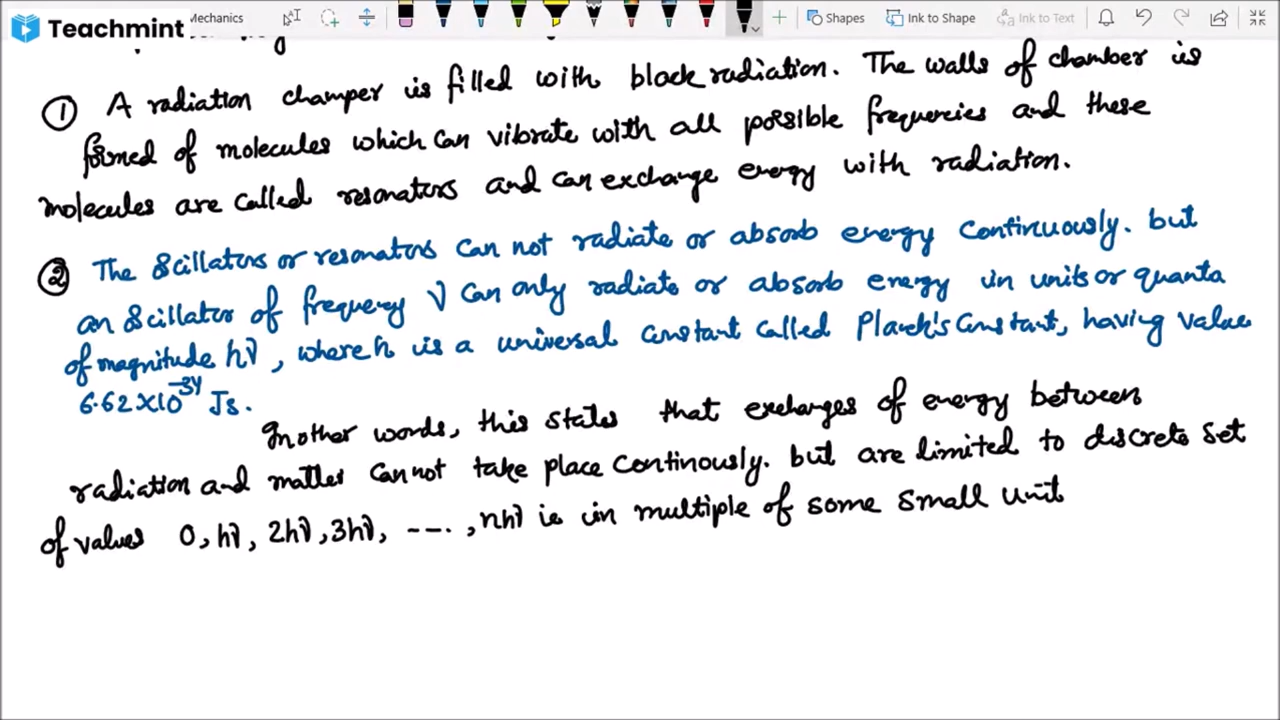 Teachmint
Mechanics
Shapes
Ink to Shape
Ink to Text
① A radiation champer is filled with black radiation. The walls of chamber is
formed of molecules which can vibrate with all possible frequencies and these
molecules are called resonators and can exchange energy with radiation.
② The oscillators or resonators can not radiate or absorb energy continuously. but
an oscillator of frequency ν can only radiate or absorb energy in units or quanta
of magnitude hν, where h is a universal constant called Planck's Constant, having value
6.62×10⁻³⁴ Js.
In other words, this states that exchanges of energy between
radiation and matter cannot take place continously. but are limited to discrete set
of values 0, hν, 2hν, 3hν, ----, nhν ie in multiple of some small unit